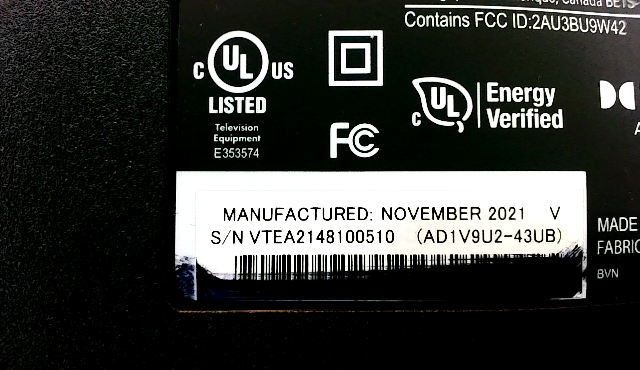 Canada
Contains FCC ID:2AU3BU9W42
C UL US
LISTED
Television
Equipment
E353574
FC
C UL
Energy
Verified
MANUFACTURED: NOVEMBER 2021 V
S/N VTEA2148100510 (AD1V9U2-43UB)
MADE
BVN